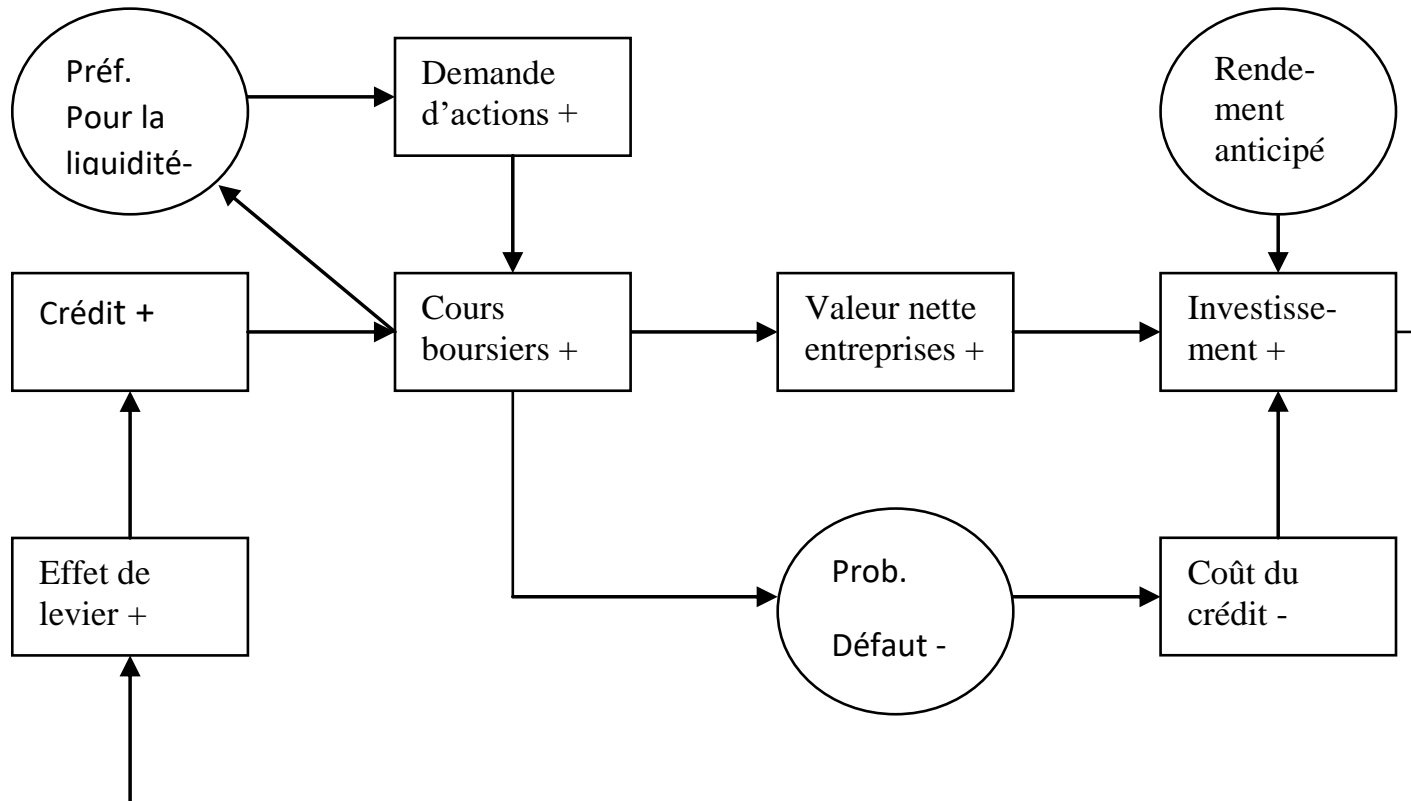 Préf.
Pour la
liquidité-
Demande
d’actions +
Rende-
ment
anticipé
Crédit +
Cours
boursiers +
Valeur nette
entreprises +
Investisse-
ment +
Effet de
levier +
Prob.
Défaut -
Coût du
crédit -